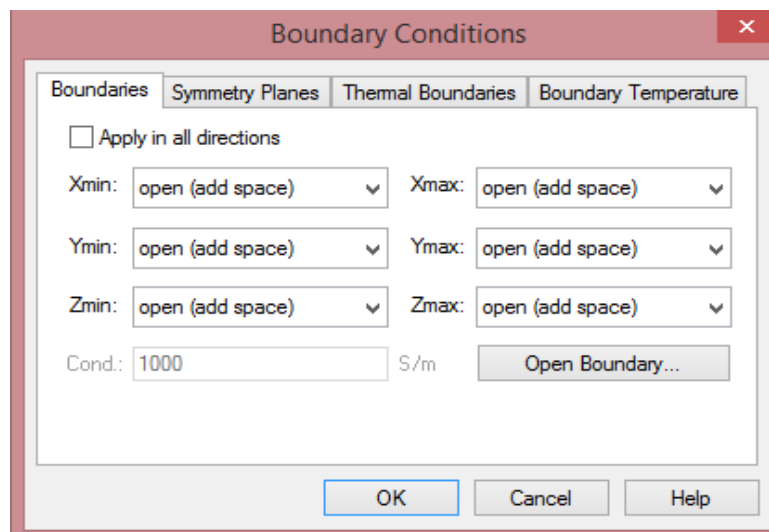 Boundary Conditions
Boundaries Symmetry Planes Thermal Boundaries Boundary Temperature
Apply in all directions
Xmin: open (add space) Xmax: open (add space)
Ymin: open (add space) Ymax: open (add space)
Zmin: open (add space) Zmax: open (add space)
Cond.: 1000 S/m Open Boundary...
OK Cancel Help